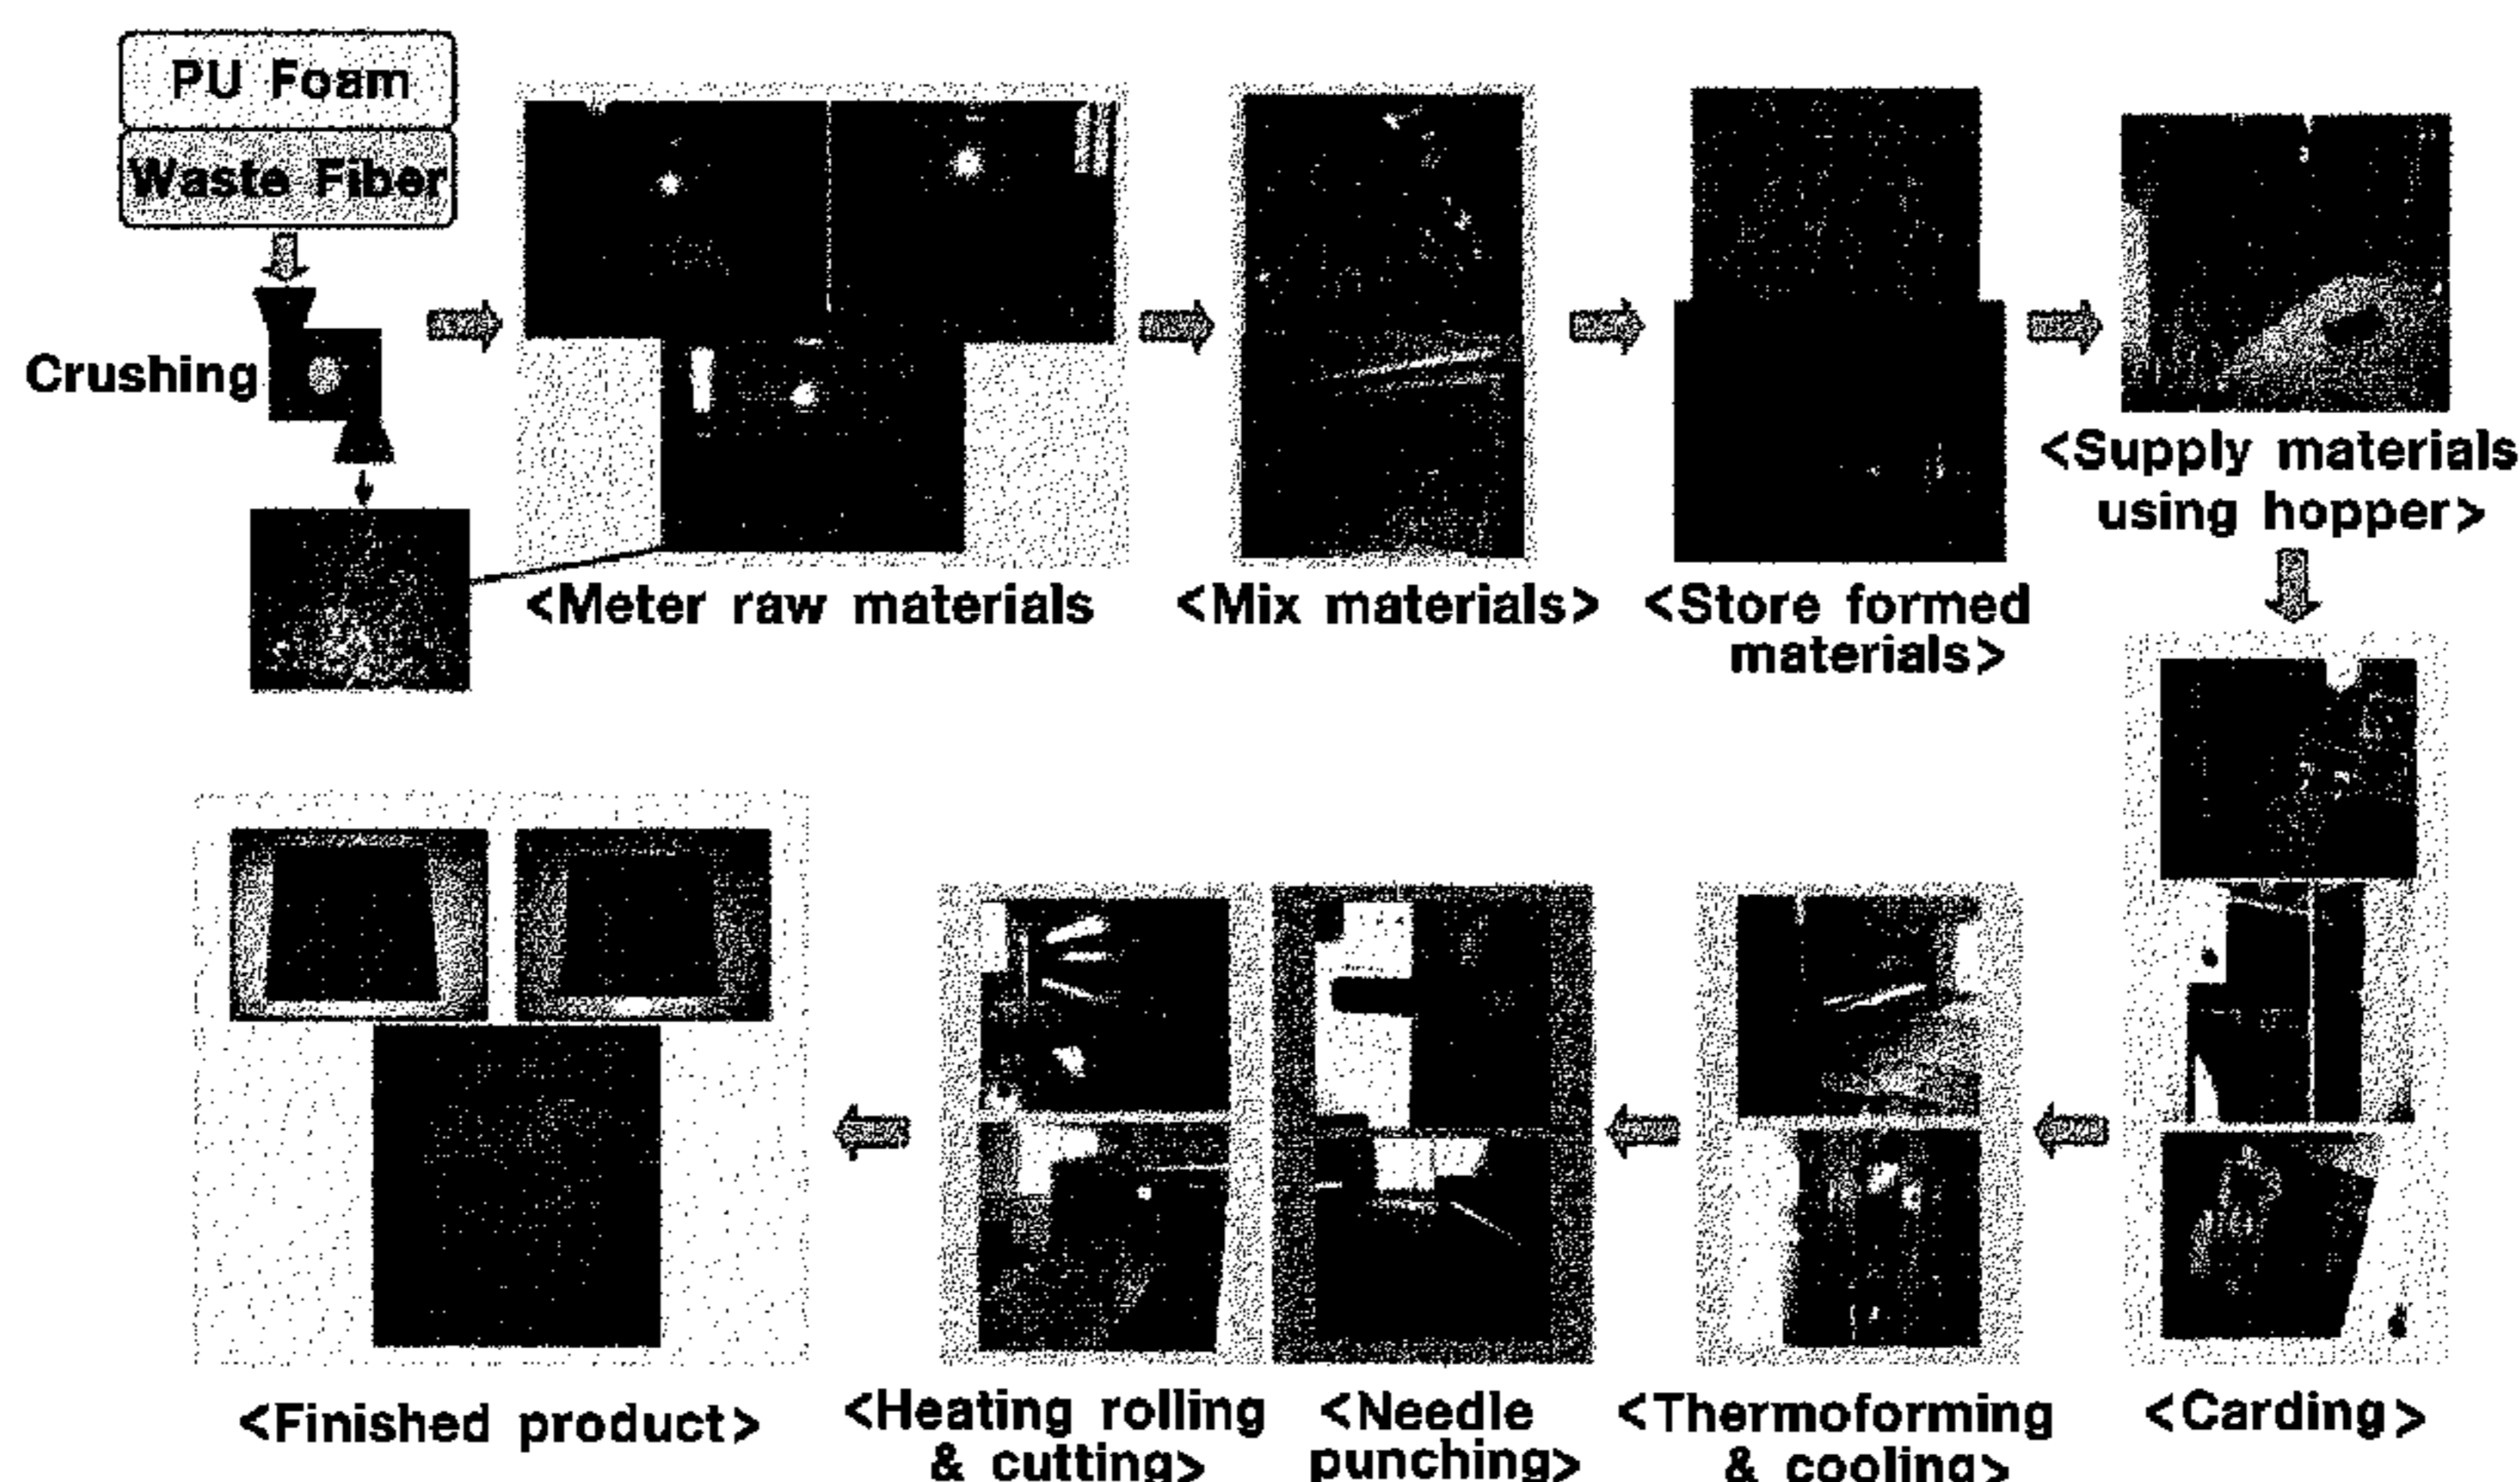 PU Foam
Waste Fiber
Crushing
<Meter raw materials
<Mix materials>
<Store formed
materials>
<Supply materials
using hopper>
<Carding>
<Thermoforming
& cooling>
<Needle
punching>
<Heating rolling
& cutting>
<Finished product>